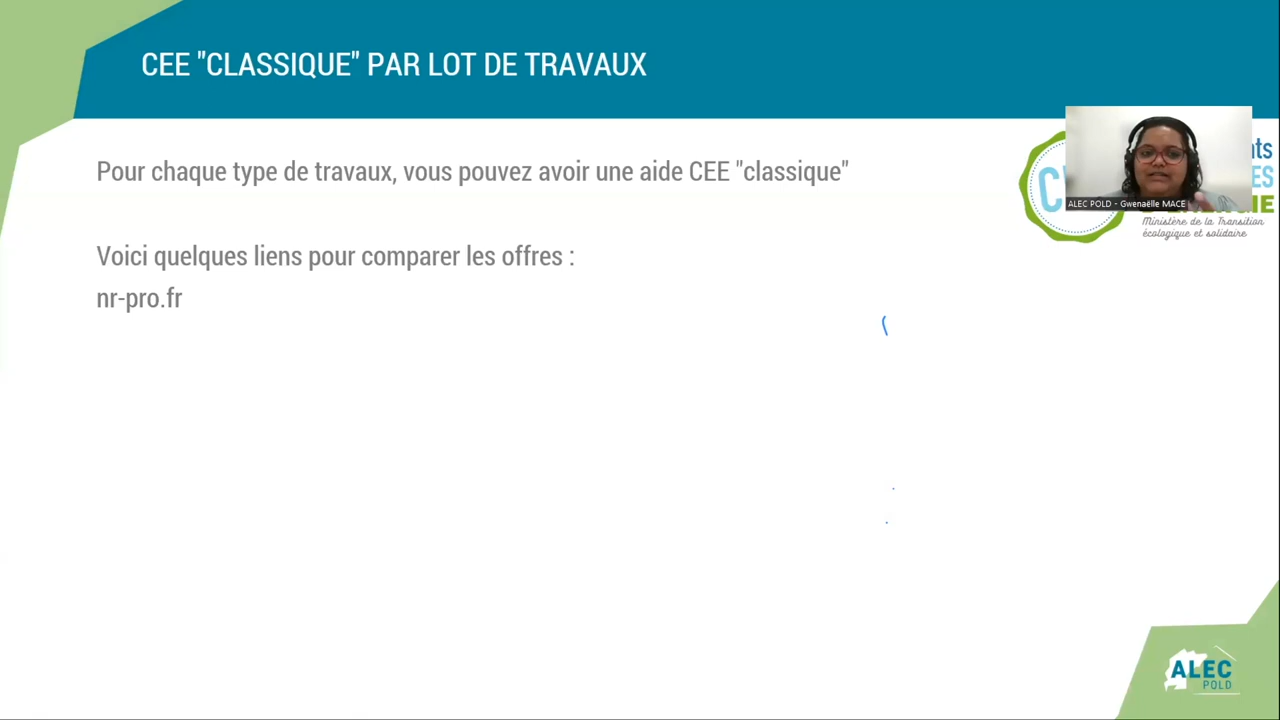 CEE "CLASSIQUE" PAR LOT DE TRAVAUX
Pour chaque type de travaux, vous pouvez avoir une aide CEE "classique"
Voici quelques liens pour comparer les offres :
nr-pro.fr
ALEC POLD - Gwenaëlle MACE
Ministère de la Transition
écologique et solidaire
ALEC
POLD